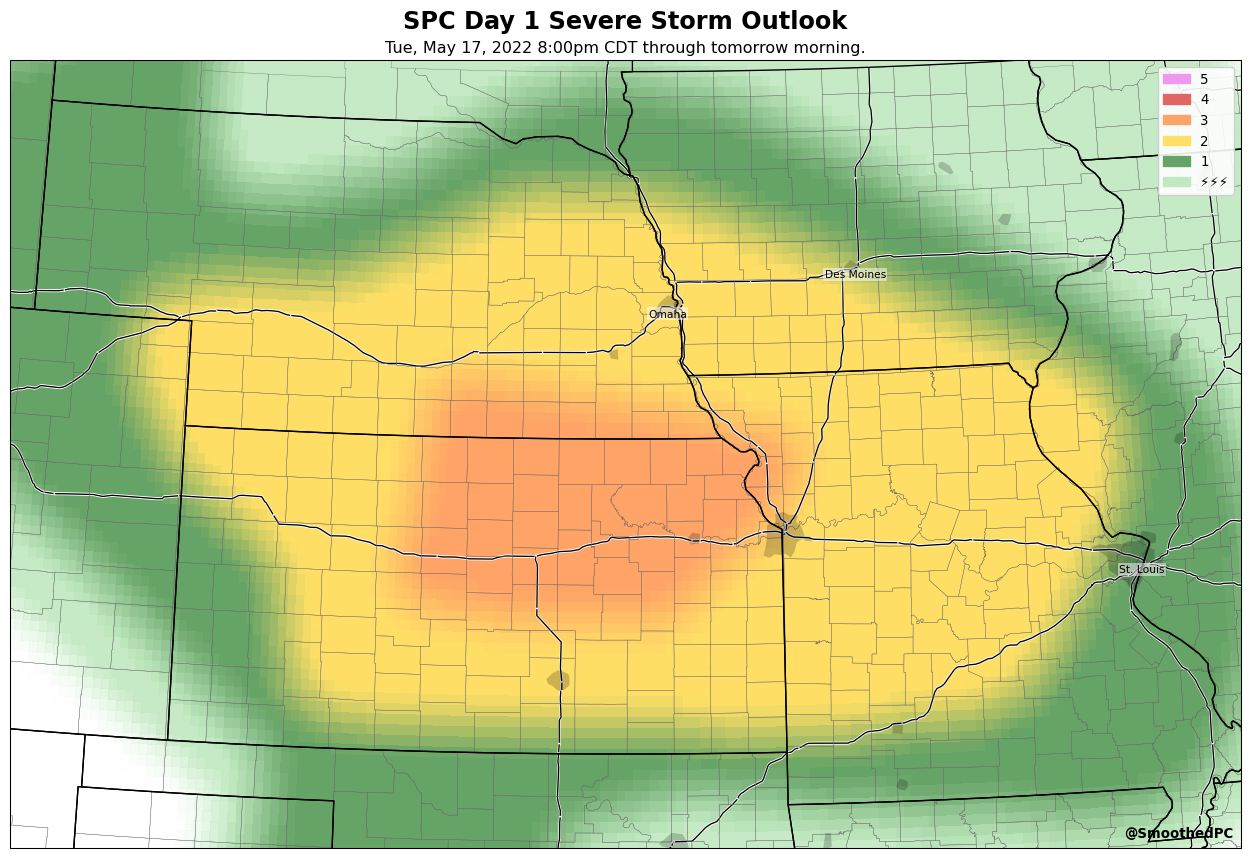 SPC Day 1 Severe Storm Outlook
Tue, May 17, 2022 8:00pm CDT through tomorrow morning.
5
4
3
2
1
⚡⚡⚡
Des Moines
Omaha
St. Louis
@SmoothedPC